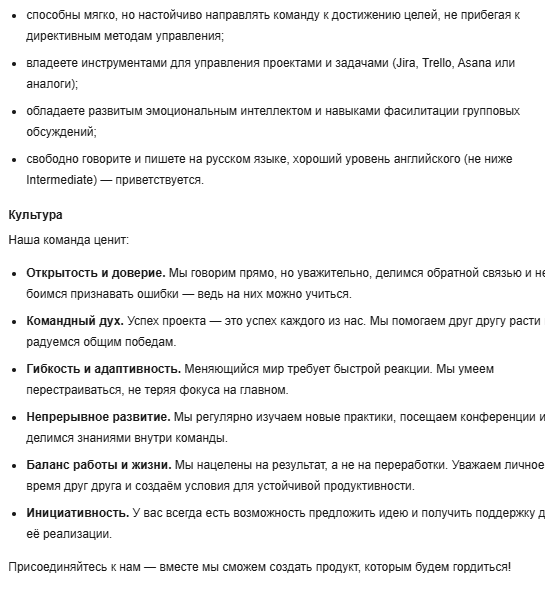 способны мягко, но настойчиво направлять команду к достижению целей, не прибегая к
директивным методам управления;
владеете инструментами для управления проектами и задачами (Jira, Trello, Asana или
аналоги);
обладаете развитым эмоциональным интеллектом и навыками фасилитации групповых
обсуждений;
свободно говорите и пишете на русском языке, хороший уровень английского (не ниже
Intermediate) — приветствуется.
Культура
Наша команда ценит:
Открытость и доверие. Мы говорим прямо, но уважительно, делимся обратной связью и не
боимся признавать ошибки — ведь на них можно учиться.
Командный дух. Успех проекта — это успех каждого из нас. Мы помогаем друг другу расти
радуемся общим победам.
Гибкость и адаптивность. Меняющийся мир требует быстрой реакции. Мы умеем
перестраиваться, не теряя фокуса на главном.
Непрерывное развитие. Мы регулярно изучаем новые практики, посещаем конференции и
делимся знаниями внутри команды.
Баланс работы и жизни. Мы нацелены на результат, а не на переработки. Уважаем личное
время друг друга и создаём условия для устойчивой продуктивности.
Инициативность. У вас всегда есть возможность предложить идею и получить поддержку
её реализации.
Присоединяйтесь к нам — вместе мы сможем создать продукт, которым будем гордиться!